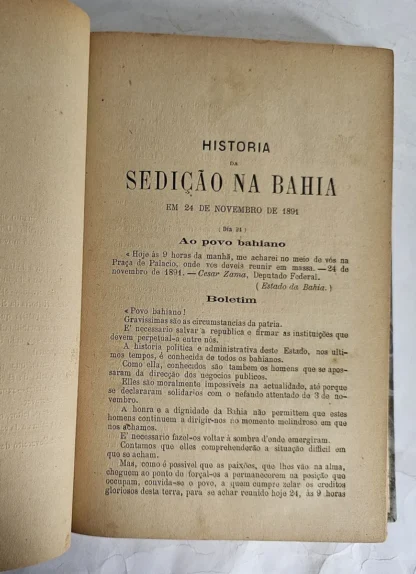 HISTORIA
DA
SEDIÇÃO NA BAHIA
EM 24 DE NOVEMBRO DE 1891
( Dia 24 )
Ao povo bahiano
« Hoje ás 9 horas da manhã, me acharei no meio de vós na
Praça de Palacio, onde vos deveis reunir em massa. — 24 de
novembro de 1891. — Cesar Zama, Deputado Federal.
( Estado da Bahia. )
Boletim
« Povo bahiano !
Gravissimas são as circumstancias da patria.
E' necessario salvar a republica e firmar as instituições que
devem perpetual-a entre nós.
A historia politica e administrativa deste Estado, nos ulti-
mos tempos, é conhecida de todos os bahianos.
Como ella, conhecidos são tambem os homens que se apos-
saram da direcção dos negocios publicos.
Elles são moralmente impossiveis na actualidade, até porque
se declararam solidarios com o nefando attentado de 3 de no-
vembro.
A honra e a dignidade da Bahia não permittem que estes
homens continuem a dirigir-nos no momento melindroso em que
nos achamos.
E' necessario fazel-os voltar à sombra d'onde emergiram.
Contamos que elles comprehenderão a situação difficil em
que se acham.
Mas, como é possivel que as paixões, que lhes vão na alma,
cheguem ao ponto de forçal-os a permanecerem na posição que
occupam, convida-se o povo, a quem cumpre zelar os creditos
gloriosos desta terra, para se achar reunido hoje 24, ás 9 horas